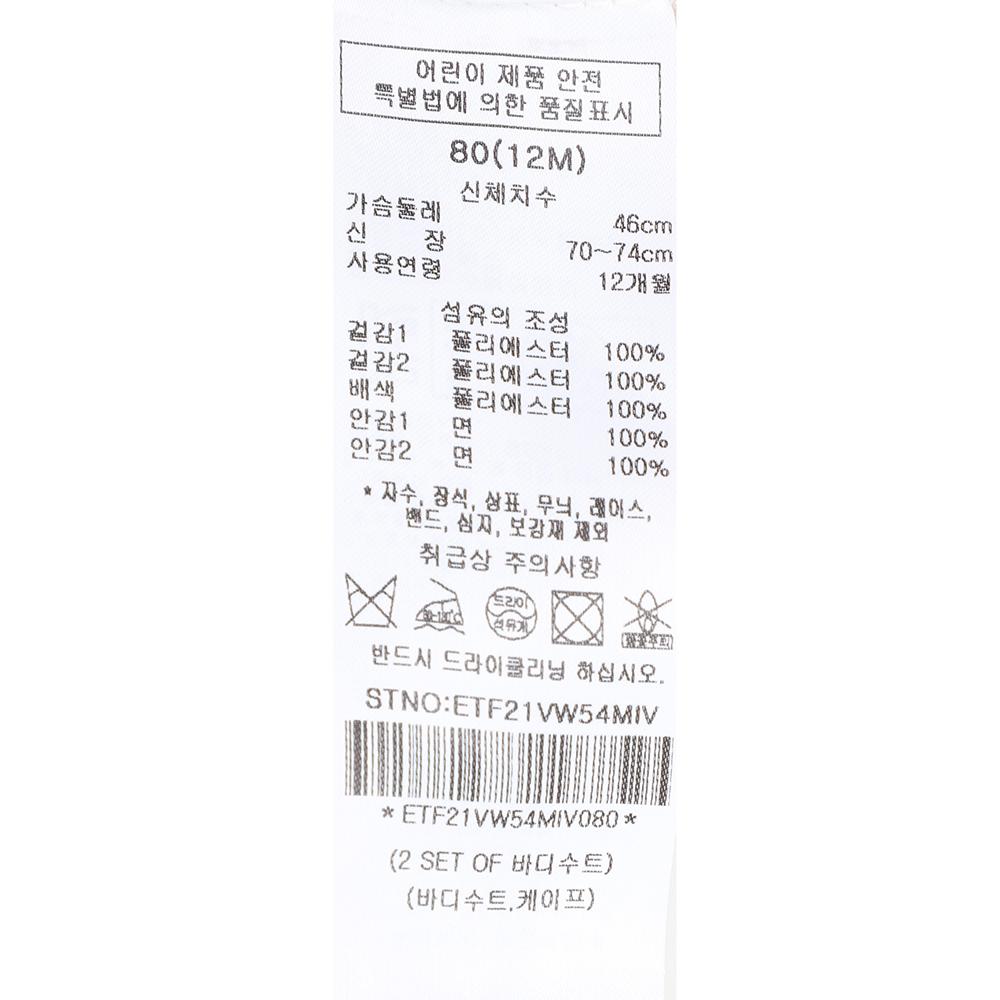 어린이 제품 안전
특별법에 의한 품질표시
80(12M)
신체치수
가슴둘레 46cm
신 장 70~74cm
사용연령 12개월
섬유의 조성
겉감1 폴리에스터 100%
겉감2 폴리에스터 100%
배색 폴리에스터 100%
안감1 면 100%
안감2 면 100%
* 자수, 장식, 상표, 무늬, 레이스,
밴드, 심지, 보강재 제외
취급상 주의사항
드라이
석유계
반드시 드라이클리닝 하십시오.
STNO:ETF21VW54MIV
*ETF21VW54MIV080*
(2 SET OF 바디수트)
(바디수트,케이프)